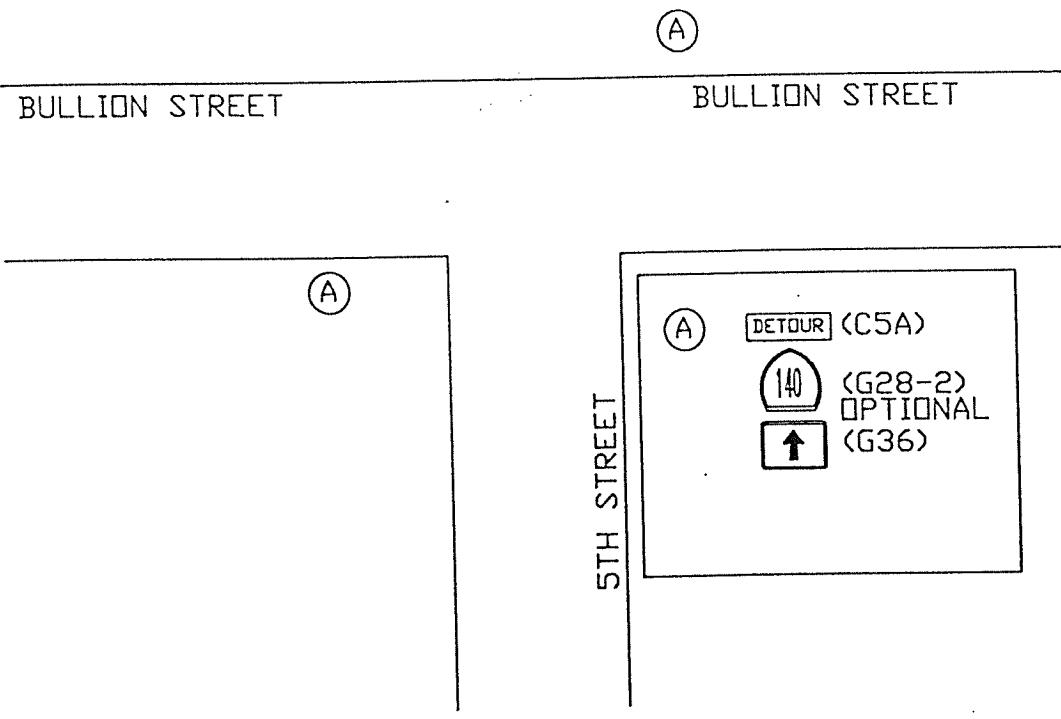 A
BULLION STREET
BULLION STREET
A
A
DETOUR (C5A)
140 (G28-2)
OPTIONAL
(G36)
5TH STREET